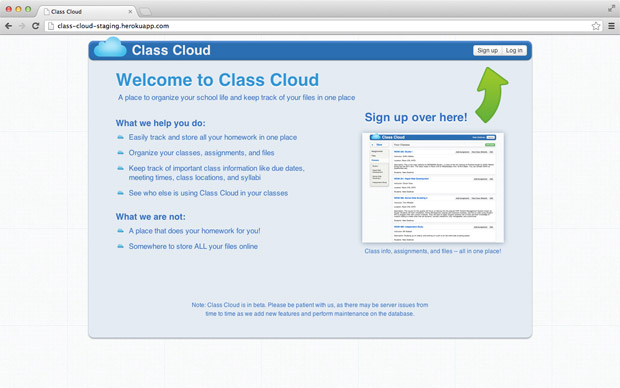 Class Cloud
class-cloud-staging.herokuapp.com
Class Cloud
Sign up
Log in
Welcome to Class Cloud
A place to organize your school life and keep track of your files in one place
Sign up over here!
What we help you do:
Easily track and store all your homework in one place
Organize your classes, assignments, and files
Keep track of important class information like due dates,
meeting times, class locations, and syllabi
See who else is using Class Cloud in your classes
What we are not:
A place that does your homework for you!
Somewhere to store ALL your files online
Class Cloud
Class info, assignments, and files – all in one place!
Note: Class Cloud is in beta. Please be patient with us, as there may be server issues from
time to time as we add new features and perform maintenance on the database.